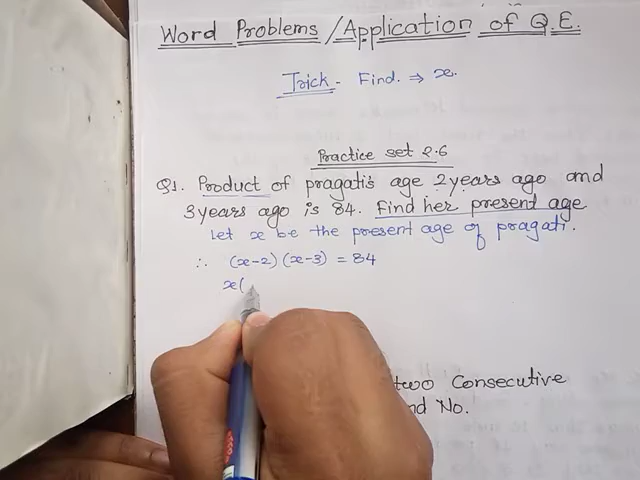 Word Problems / Application of Q.E.
Trick - Find ⇒ x.
Practice set 2.6
Q1. Product of pragatis age 2 years ago and
3 years ago is 84. Find her present age
Let x be the present age of pragati.
∴ (x-2) (x-3) = 84
x(
two Consecutive
nd No.